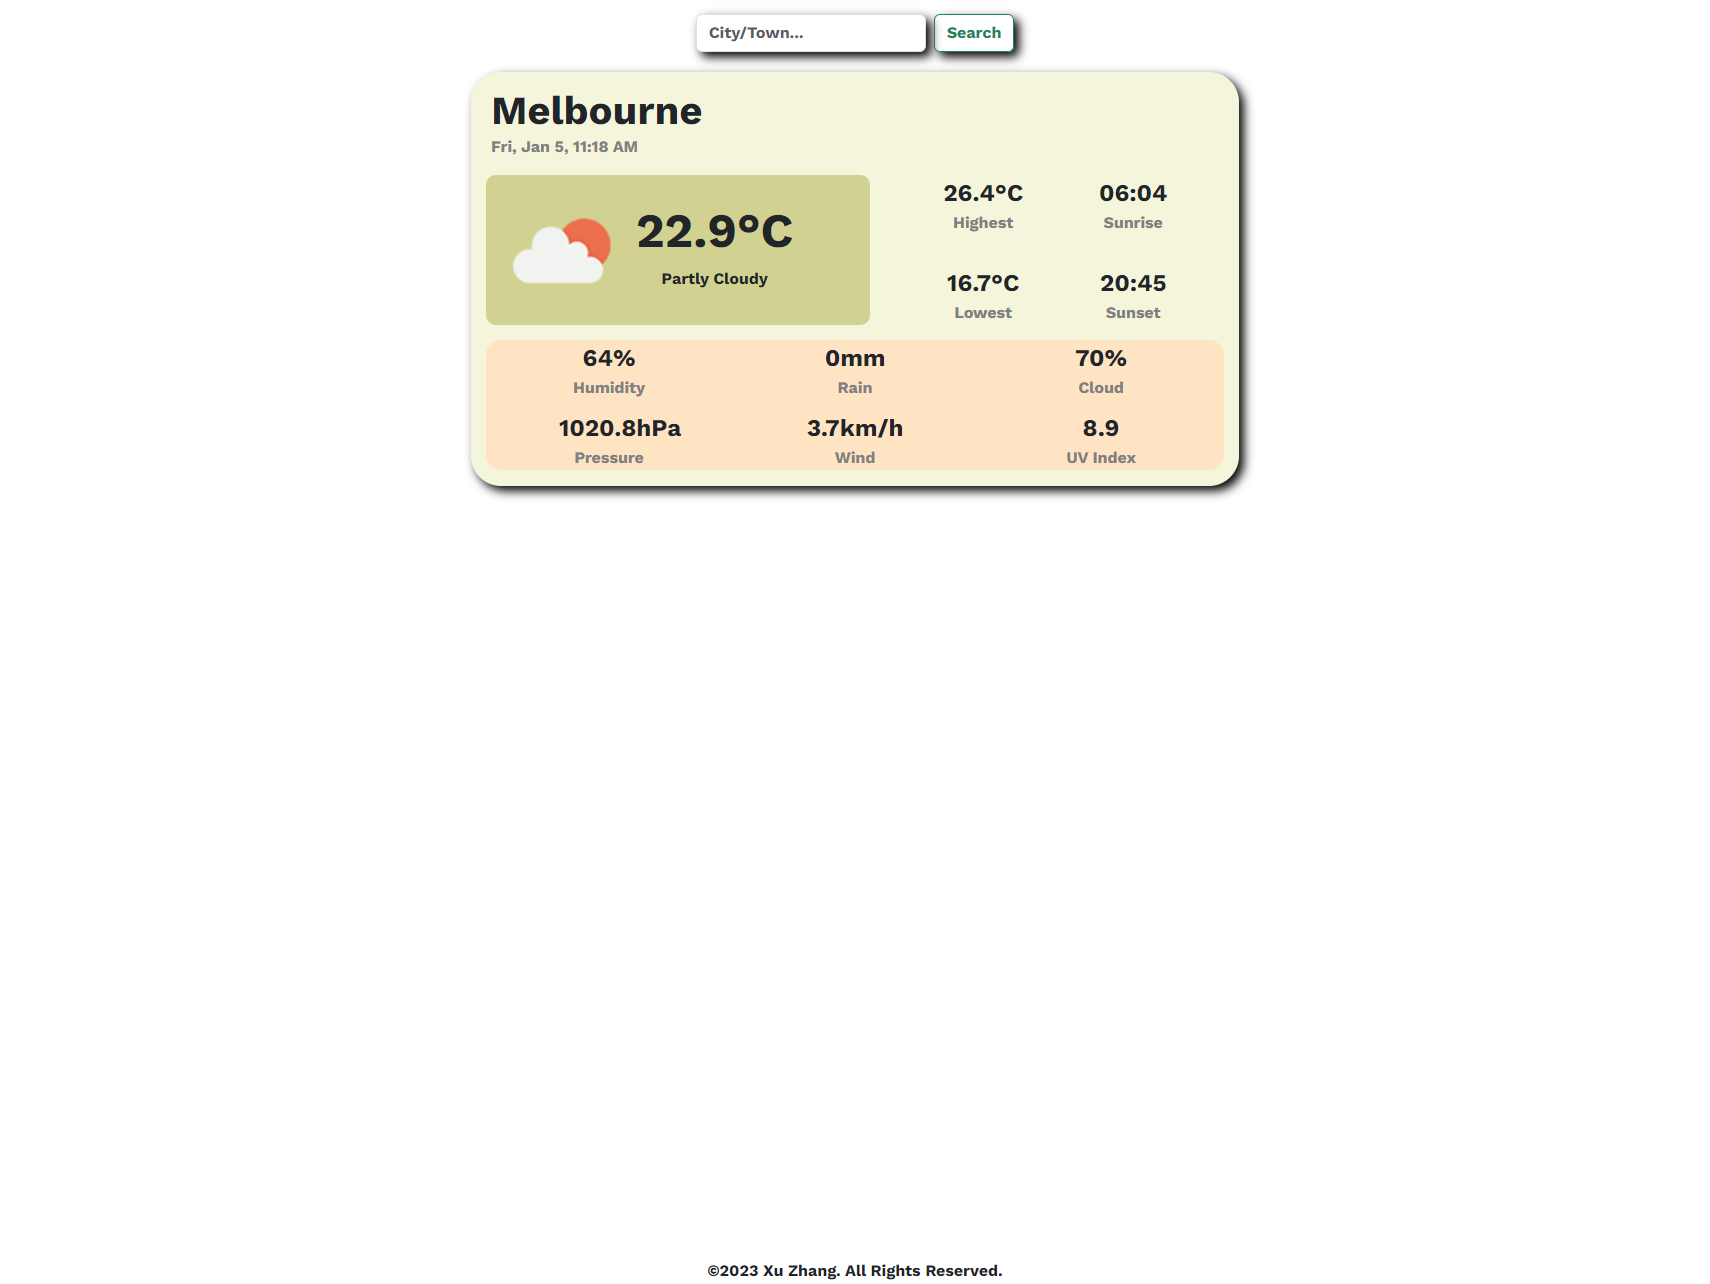 City/Town...
Search
Melbourne
Fri, Jan 5, 11:18 AM
22.9°C
Partly Cloudy
26.4°C
Highest
06:04
Sunrise
16.7°C
Lowest
20:45
Sunset
64%
Humidity
0mm
Rain
70%
Cloud
1020.8hPa
Pressure
3.7km/h
Wind
8.9
UV Index
©2023 Xu Zhang. All Rights Reserved.